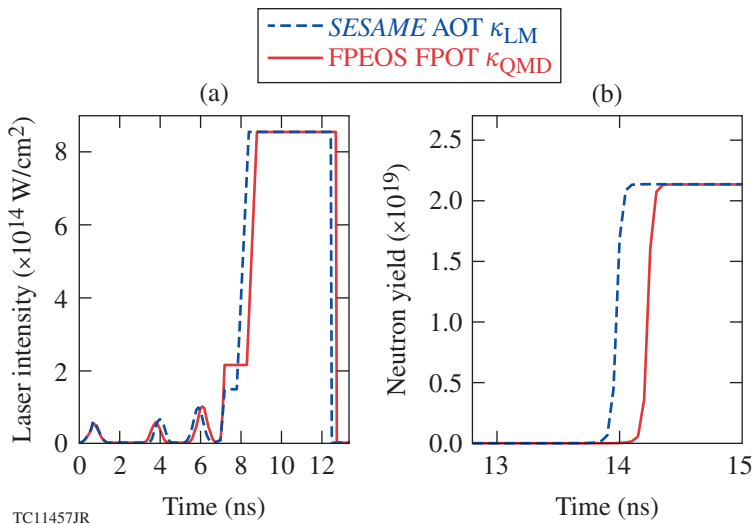 SESAME AOT κLM
FPEOS FPOT κQMD
(a)
(b)
Laser intensity (×10¹⁴ W/cm²)
8
6
4
2
0
0 2 4 6 8 10 12
Time (ns)
Neutron yield (×10¹⁹)
2.5
2.0
1.5
1.0
0.5
0.0
13 14 15
Time (ns)
TC11457JR